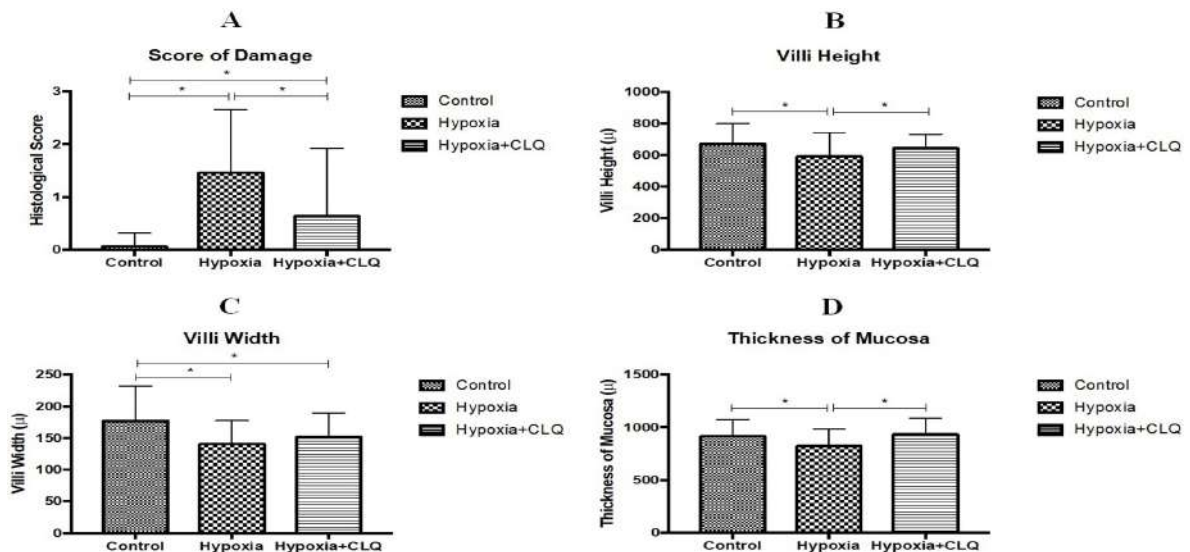 A
Score of Damage
*
*
*
Histological Score
3
2
1
0
Control
Hypoxia
Hypoxia+CLQ
Control
Hypoxia
Hypoxia+CLQ
B
Villi Height
*
*
Villi Height (μ)
1000
800
600
400
200
0
Control
Hypoxia
Hypoxia+CLQ
Control
Hypoxia
Hypoxia+CLQ
C
Villi Width
*
*
Villi Width (μ)
250
200
150
100
50
0
Control
Hypoxia
Hypoxia+CLQ
Control
Hypoxia
Hypoxia+CLQ
D
Thickness of Mucosa
*
*
Thickness of Mucosa (μ)
1500
1000
500
0
Control
Hypoxia
Hypoxia+CLQ
Control
Hypoxia
Hypoxia+CLQ